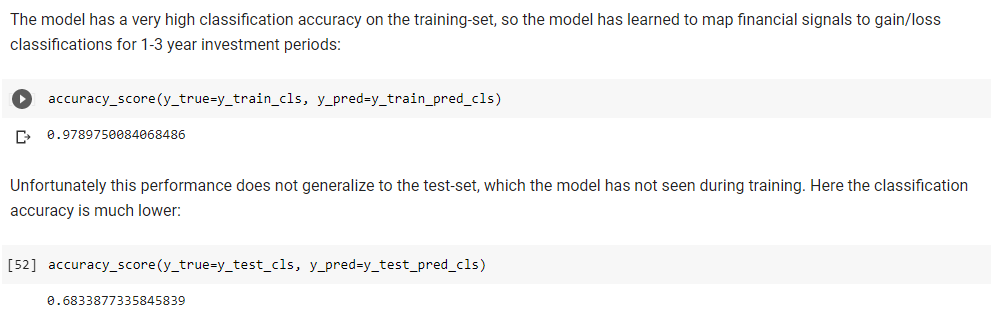 The model has a very high classification accuracy on the training-set, so the model has learned to map financial signals to gain/loss
classifications for 1-3 year investment periods:
accuracy_score(y_true=y_train_cls, y_pred=y_train_pred_cls)
0.9789750084068486
Unfortunately this performance does not generalize to the test-set, which the model has not seen during training. Here the classification
accuracy is much lower:
[52] accuracy_score(y_true=y_test_cls, y_pred=y_test_pred_cls)
0.6833877335845839